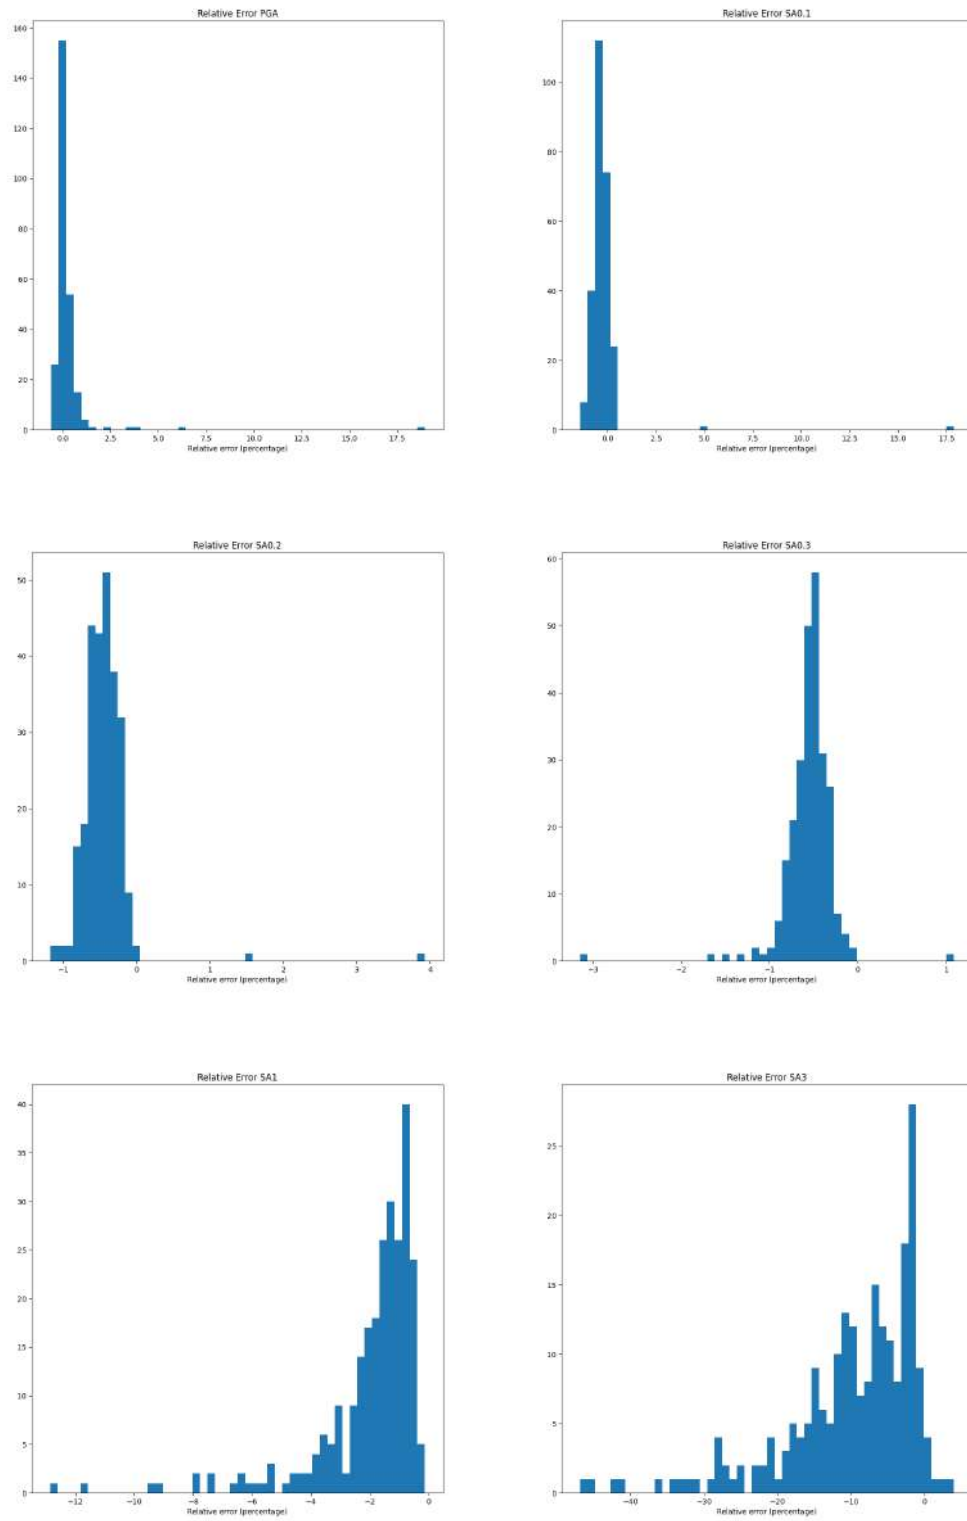 Relative Error PGA
160
140
120
100
80
60
40
20
0
0.0 2.5 5.0 7.5 10.0 12.5 15.0 17.5
Relative error (percentage)
Relative Error SA0.1
100
80
60
40
20
0
0.0 2.5 5.0 7.5 10.0 12.5 15.0 17.5
Relative error (percentage)
Relative Error SA0.2
50
40
30
20
10
0
−1 0 1 2 3 4
Relative error (percentage)
Relative Error SA0.3
60
50
40
30
20
10
0
−3 −2 −1 0 1
Relative error (percentage)
Relative Error SA1
40
35
30
25
20
15
10
5
0
−12 −10 −8 −6 −4 −2 0
Relative error (percentage)
Relative Error SA3
25
20
15
10
5
0
−40 −30 −20 −10 0
Relative error (percentage)